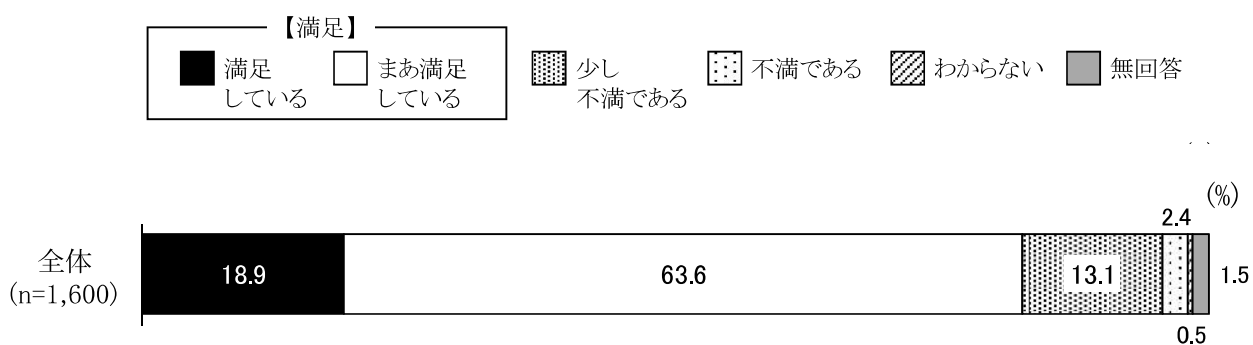 【満足】
満足
している
まあ満足
している
少し
不満である
不満である
わからない
無回答
(%)
2.4
全体
(n=1,600)
18.9
63.6
13.1
1.5
0.5